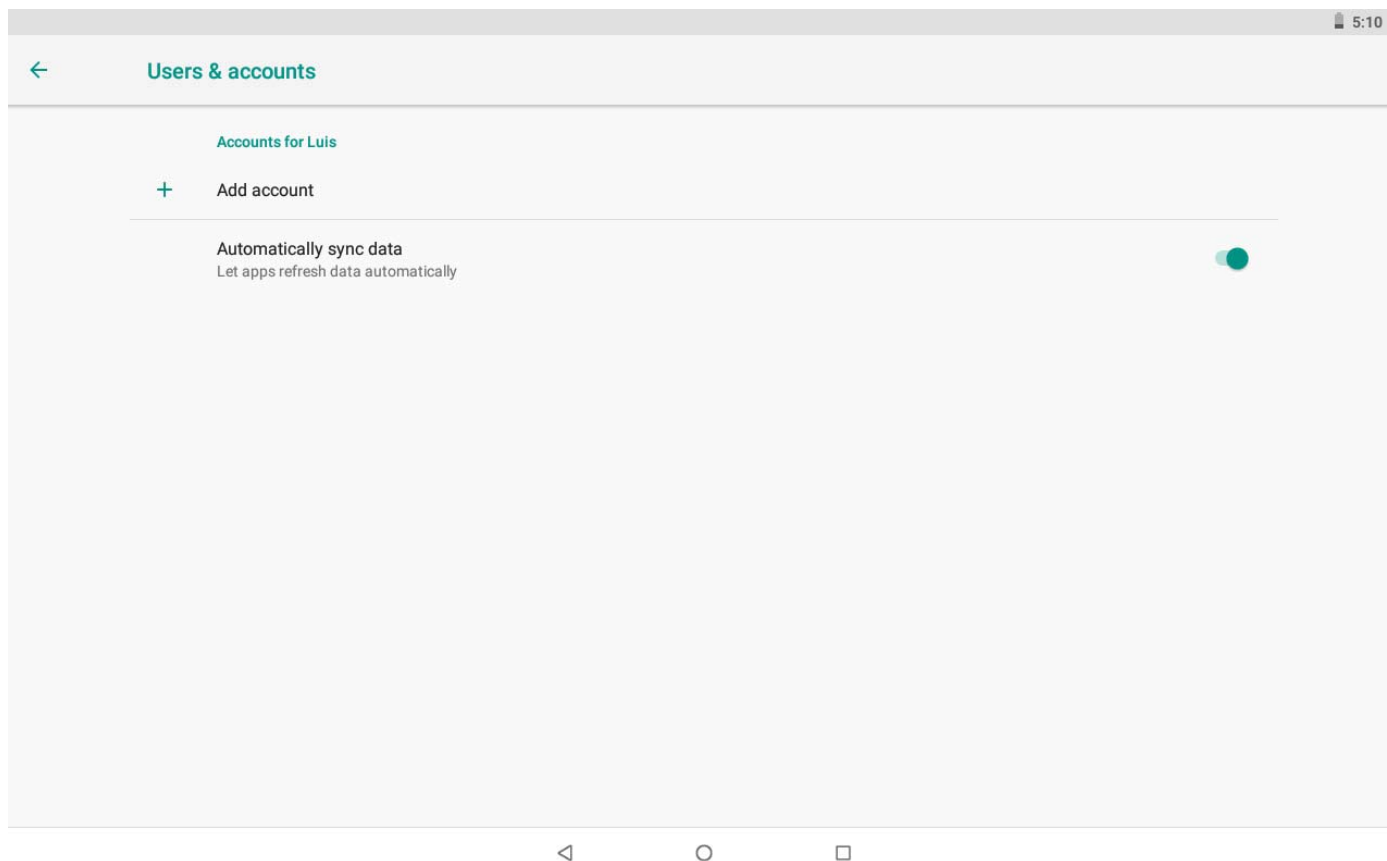 5:10
Users & accounts
Accounts for Luis
Add account
Automatically sync data
Let apps refresh data automatically